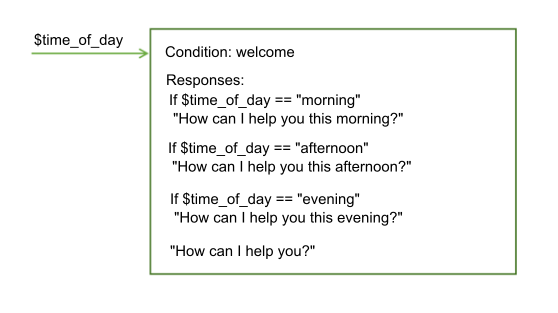 $time_of_day
Condition: welcome
Responses:
If $time_of_day == "morning"
"How can I help you this morning?"
If $time_of_day == "afternoon"
"How can I help you this afternoon?"
If $time_of_day == "evening"
"How can I help you this evening?"
"How can I help you?"